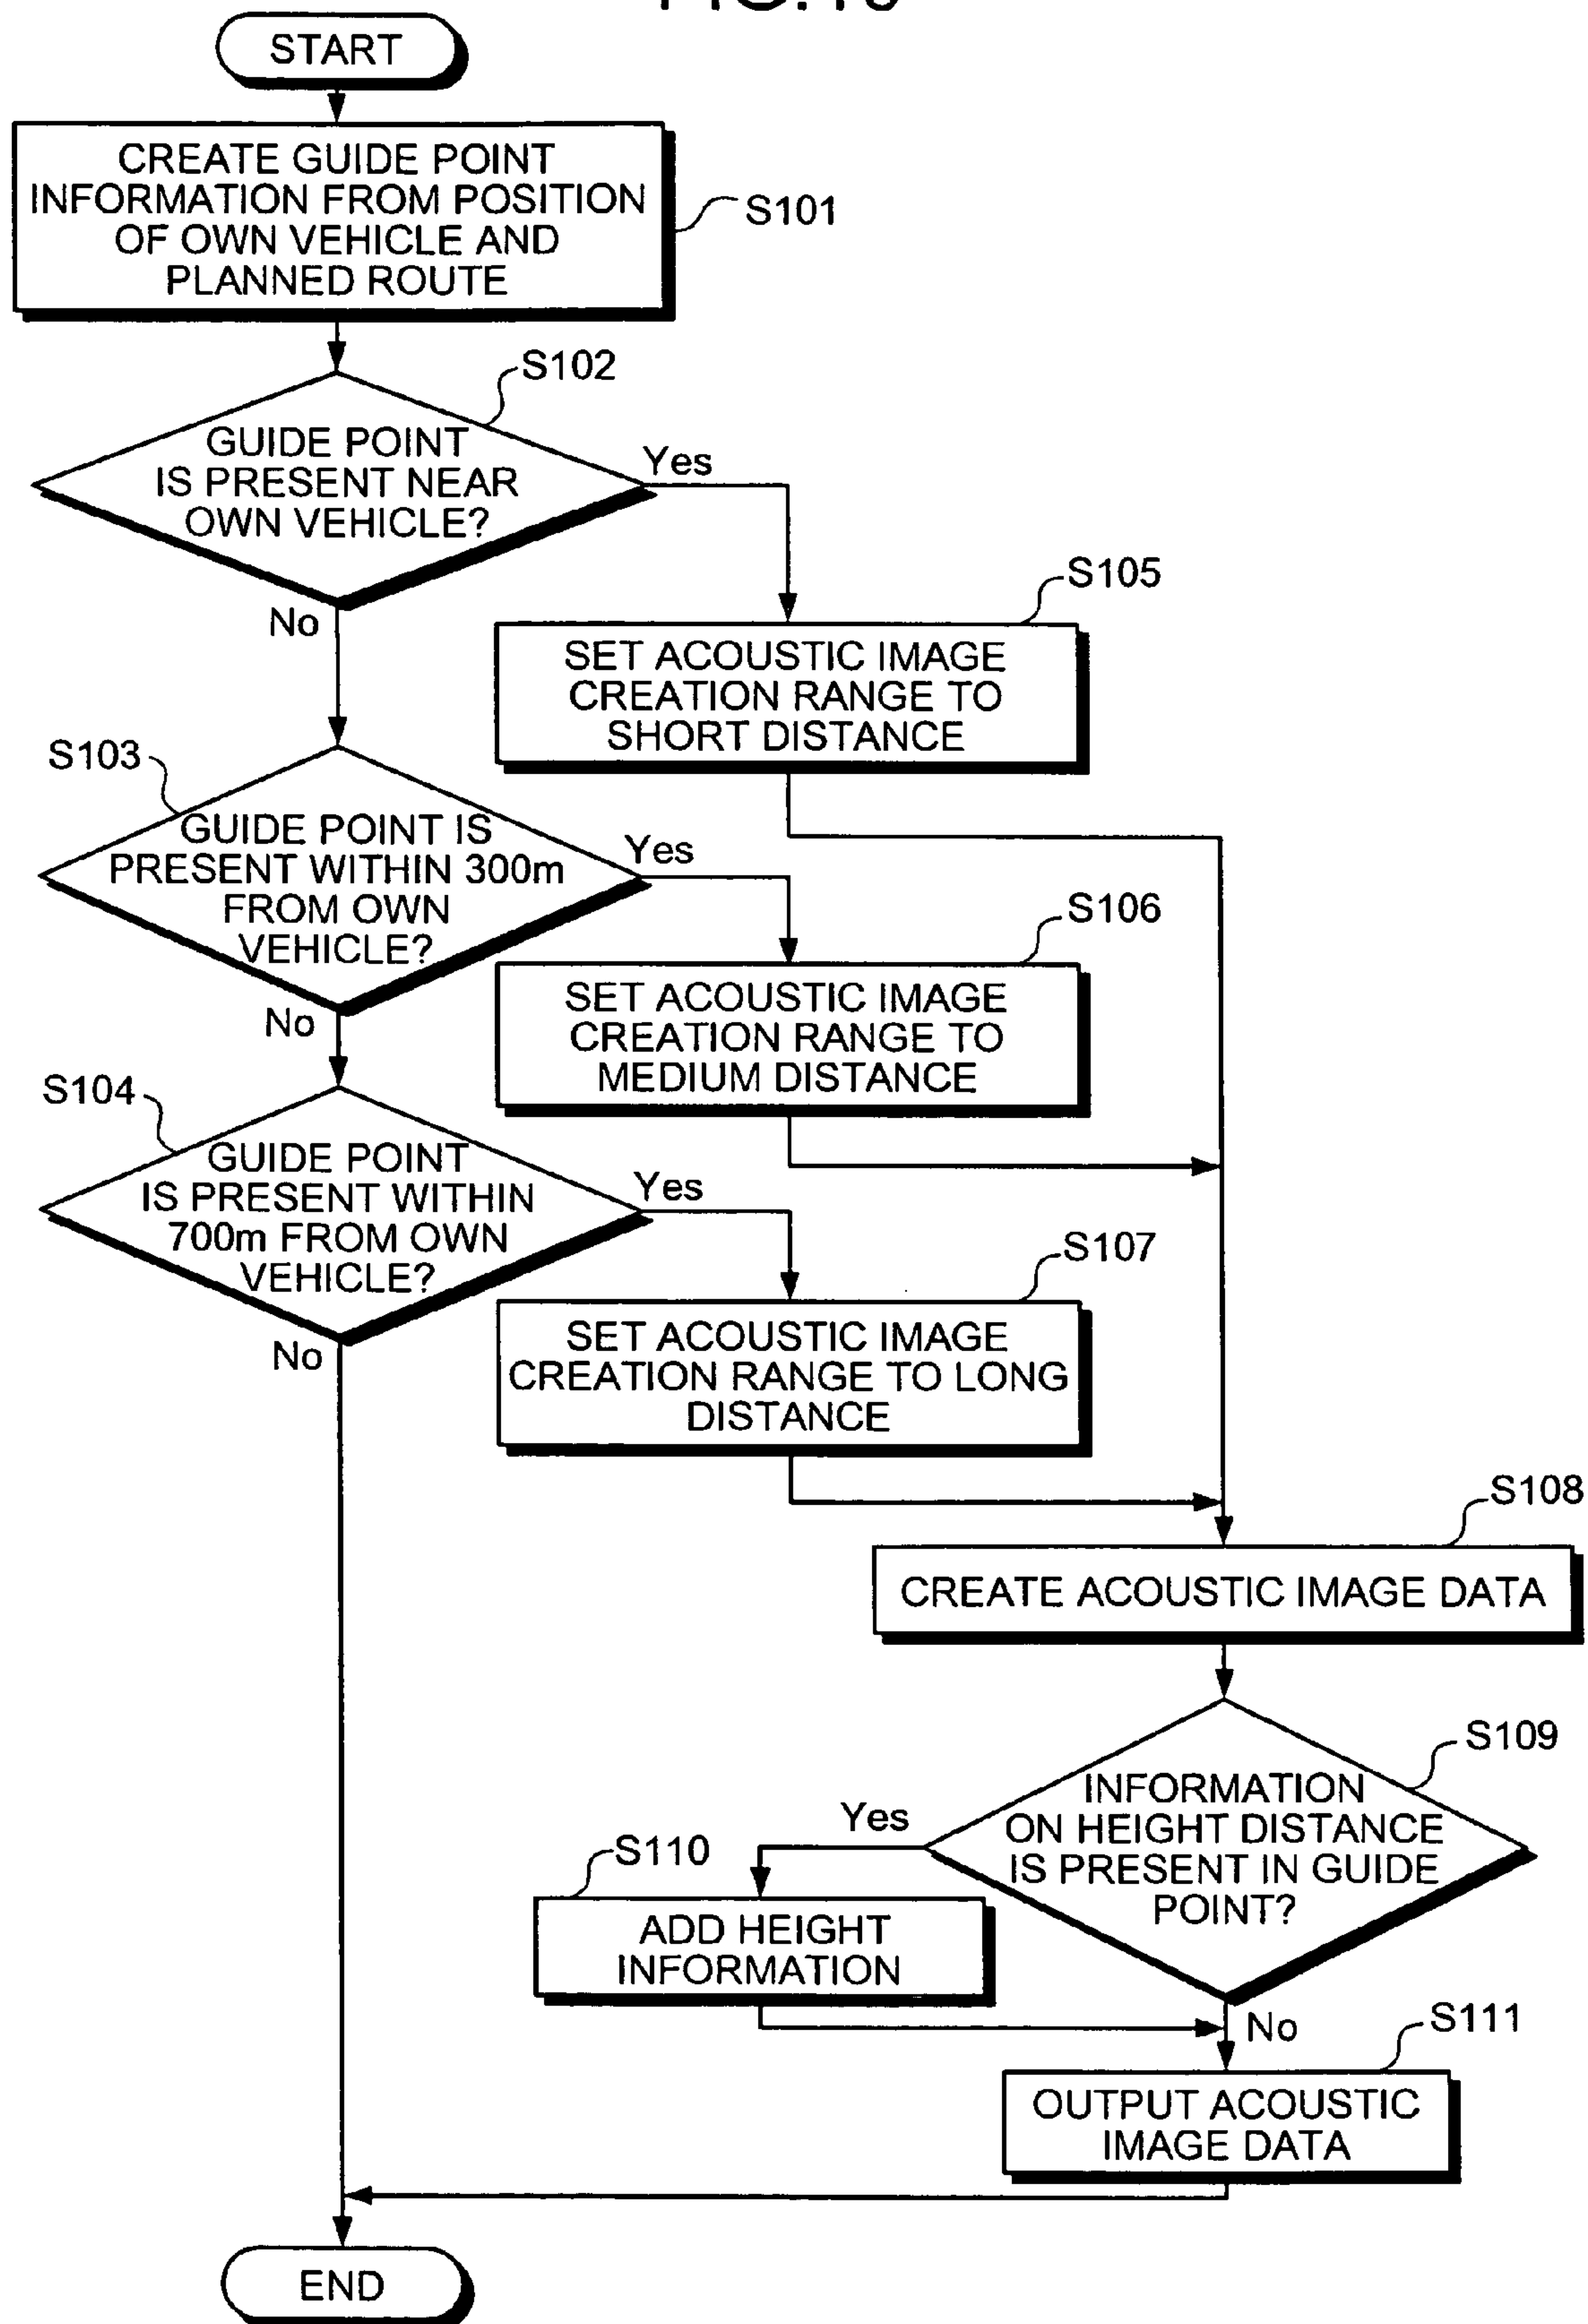 START
CREATE GUIDE POINT
INFORMATION FROM POSITION
OF OWN VEHICLE AND
PLANNED ROUTE
S101
S102
GUIDE POINT
IS PRESENT NEAR
OWN VEHICLE?
Yes
No
S105
SET ACOUSTIC IMAGE
CREATION RANGE TO
SHORT DISTANCE
S103
GUIDE POINT IS
PRESENT WITHIN 300m
FROM OWN
VEHICLE?
Yes
No
S106
SET ACOUSTIC IMAGE
CREATION RANGE TO
MEDIUM DISTANCE
S104
GUIDE POINT
IS PRESENT WITHIN
700m FROM OWN
VEHICLE?
Yes
No
S107
SET ACOUSTIC IMAGE
CREATION RANGE TO LONG
DISTANCE
S108
CREATE ACOUSTIC IMAGE DATA
S109
INFORMATION
ON HEIGHT DISTANCE
IS PRESENT IN GUIDE
POINT?
Yes
No
S110
ADD HEIGHT
INFORMATION
S111
OUTPUT ACOUSTIC
IMAGE DATA
END